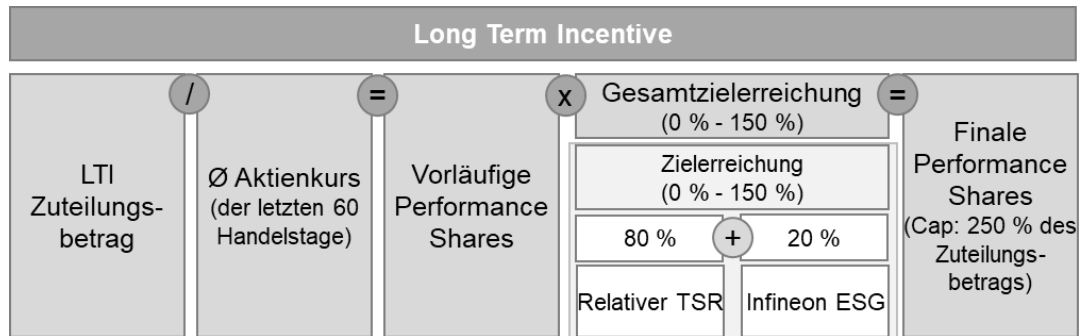 Long Term Incentive
LTI
Zuteilungs-
betrag
/
Ø Aktienkurs
(der letzten 60
Handelstage)
=
Vorläufige
Performance
Shares
x
Gesamtzielerreichung
(0 % - 150 %)
Zielerreichung
(0 % - 150 %)
80 %
+
20 %
Relativer TSR
Infineon ESG
=
Finale
Performance
Shares
(Cap: 250 % des
Zuteilungs-
betrags)